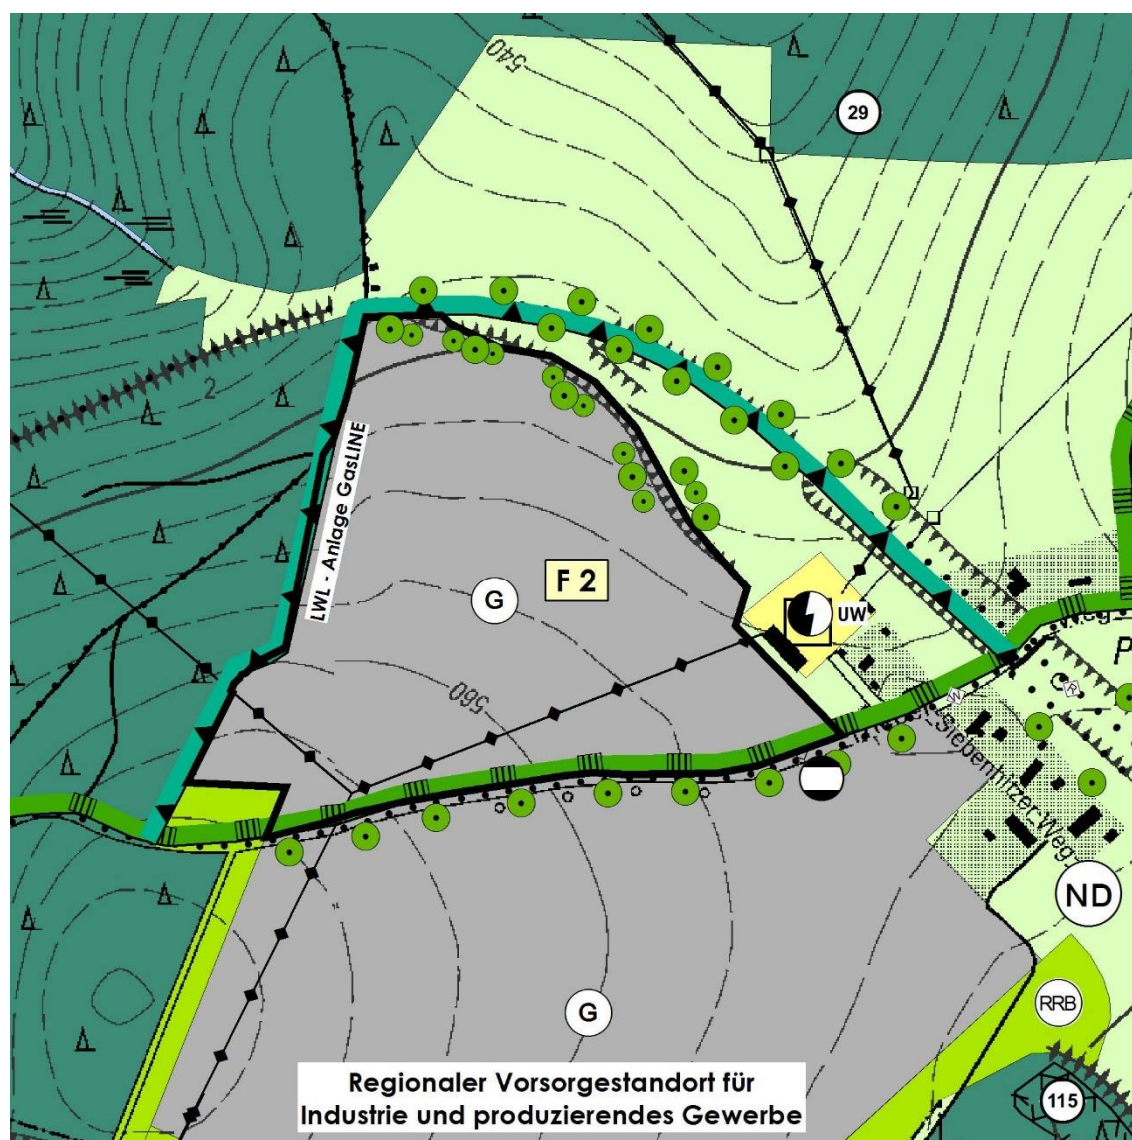 540
29
2
LWL - Anlage GasLINE
F 2
G
UW
560
W
R
P
Siebenhitzer Weg
ND
G
RRB
Regionaler Vorsorgestandort für
Industrie und produzierendes Gewerbe
115